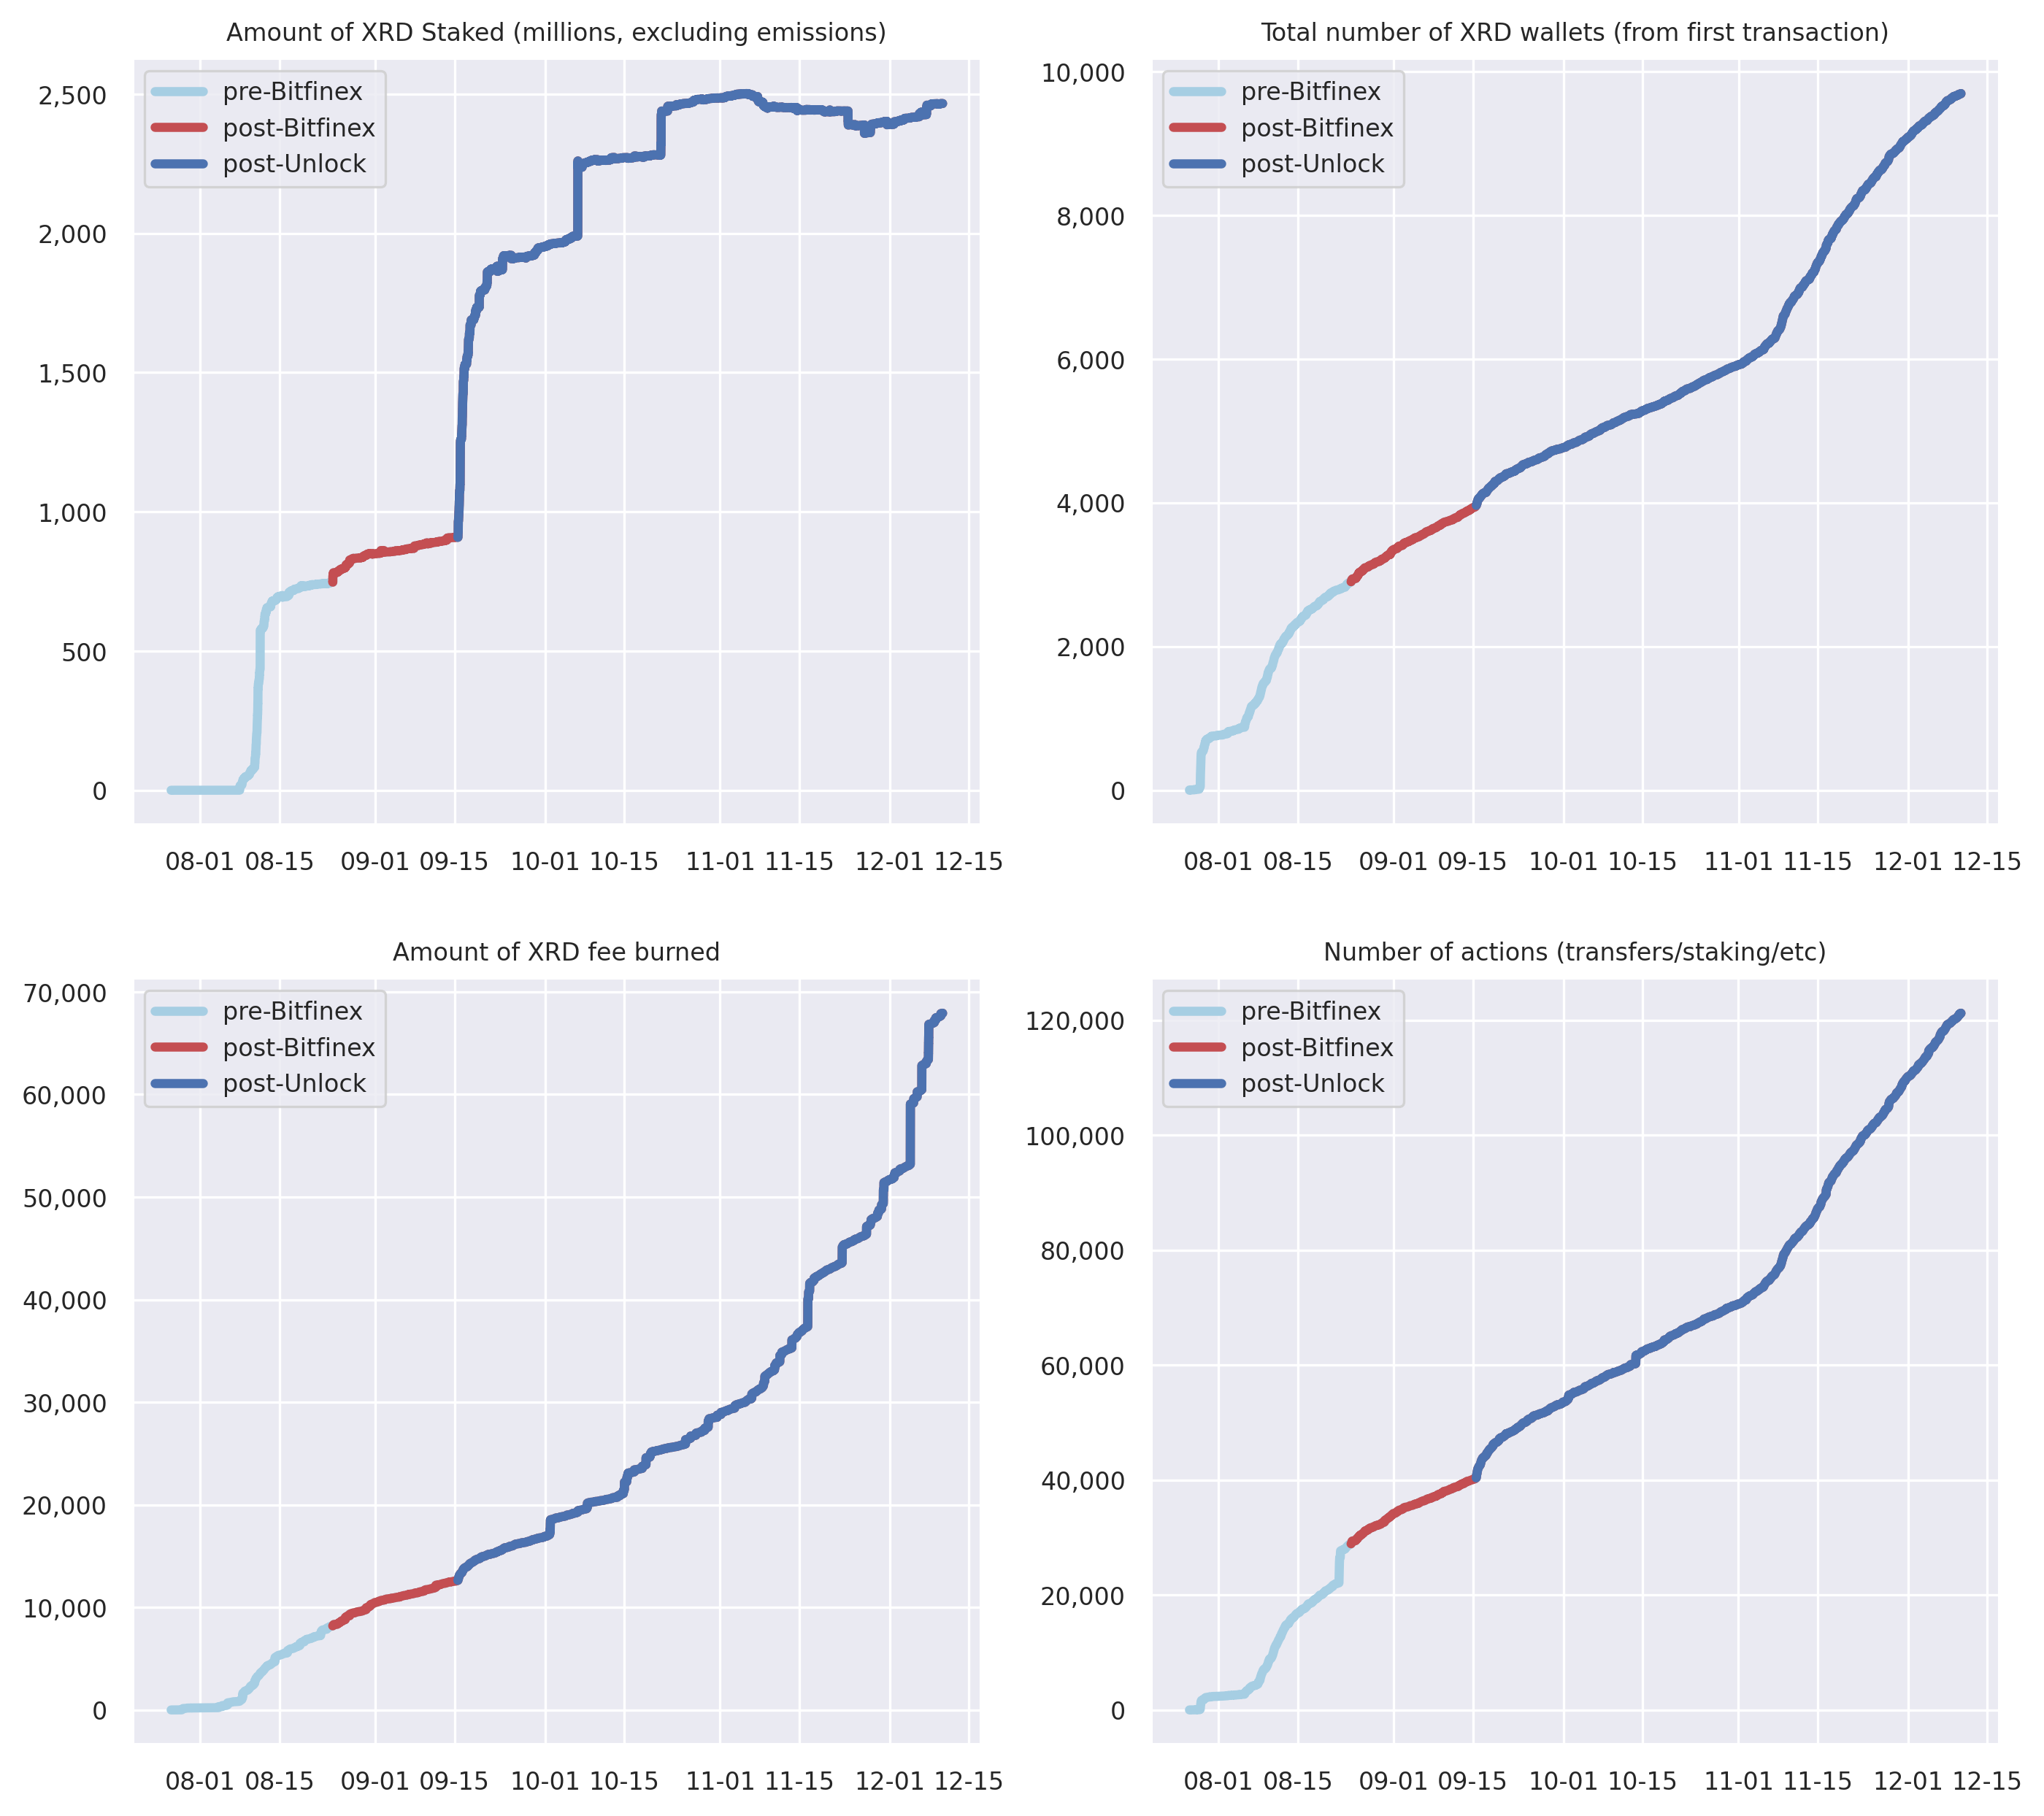 Amount of XRD Staked (millions, excluding emissions)
pre-Bitfinex
post-Bitfinex
post-Unlock
2,500
2,000
1,500
1,000
500
0
08-01 08-15 09-01 09-15 10-01 10-15 11-01 11-15 12-01 12-15
Total number of XRD wallets (from first transaction)
pre-Bitfinex
post-Bitfinex
post-Unlock
10,000
8,000
6,000
4,000
2,000
0
08-01 08-15 09-01 09-15 10-01 10-15 11-01 11-15 12-01 12-15
Amount of XRD fee burned
pre-Bitfinex
post-Bitfinex
post-Unlock
70,000
60,000
50,000
40,000
30,000
20,000
10,000
0
08-01 08-15 09-01 09-15 10-01 10-15 11-01 11-15 12-01 12-15
Number of actions (transfers/staking/etc)
pre-Bitfinex
post-Bitfinex
post-Unlock
120,000
100,000
80,000
60,000
40,000
20,000
0
08-01 08-15 09-01 09-15 10-01 10-15 11-01 11-15 12-01 12-15